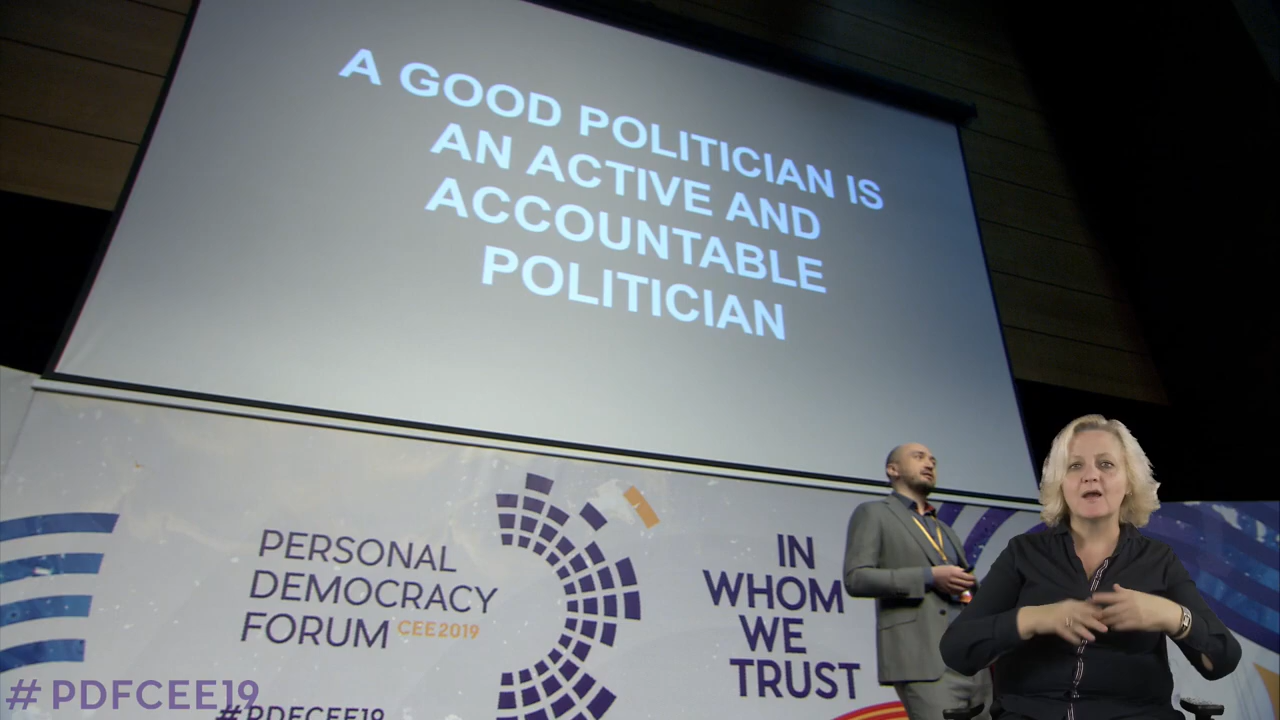 A GOOD POLITICIAN IS
AN ACTIVE AND
ACCOUNTABLE
POLITICIAN
PERSONAL
DEMOCRACY
FORUM CEE2019
IN
WHOM
WE
TRUST
# PDFCEE19
#PDFCEE19